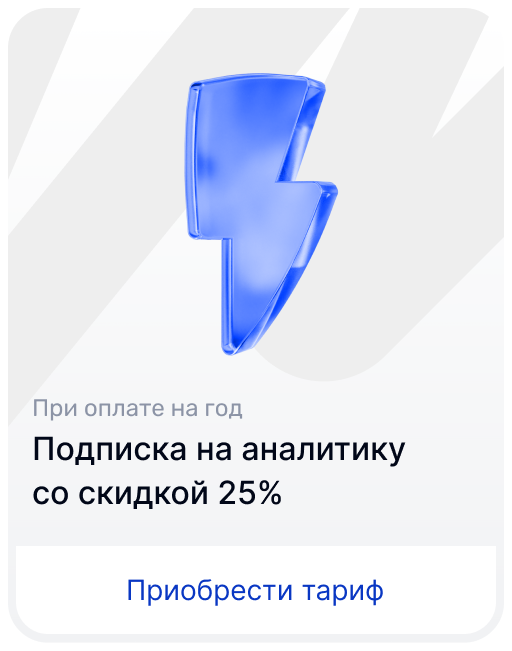 При оплате на год
Подписка на аналитику
со скидкой 25%
Приобрести тариф